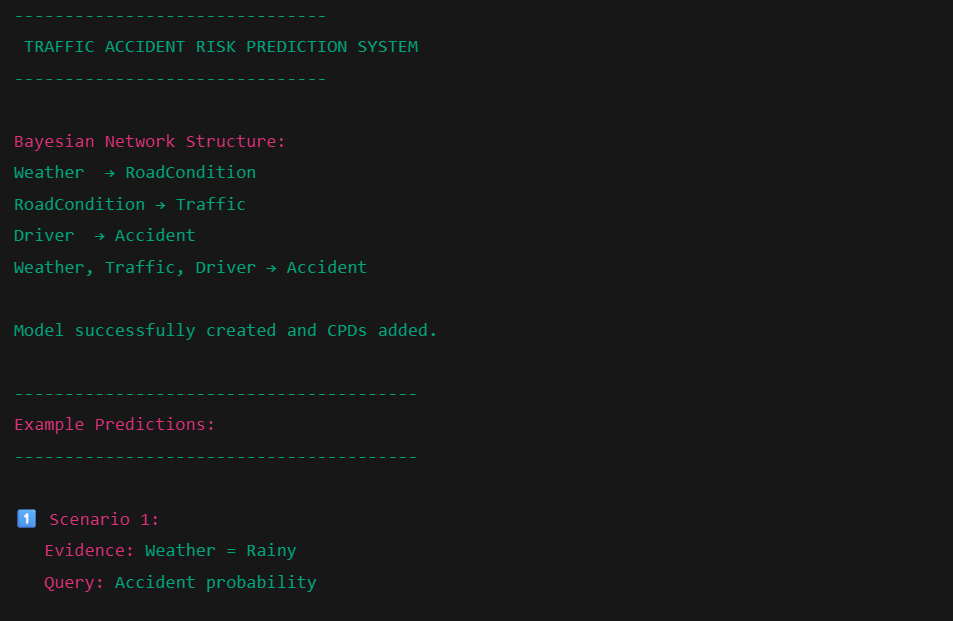 -------------------------------
TRAFFIC ACCIDENT RISK PREDICTION SYSTEM
-------------------------------
Bayesian Network Structure:
Weather  → RoadCondition
RoadCondition → Traffic
Driver  → Accident
Weather, Traffic, Driver → Accident
Model successfully created and CPDs added.
----------------------------------------
Example Predictions:
----------------------------------------
1️⃣ Scenario 1:
Evidence: Weather = Rainy
Query: Accident probability